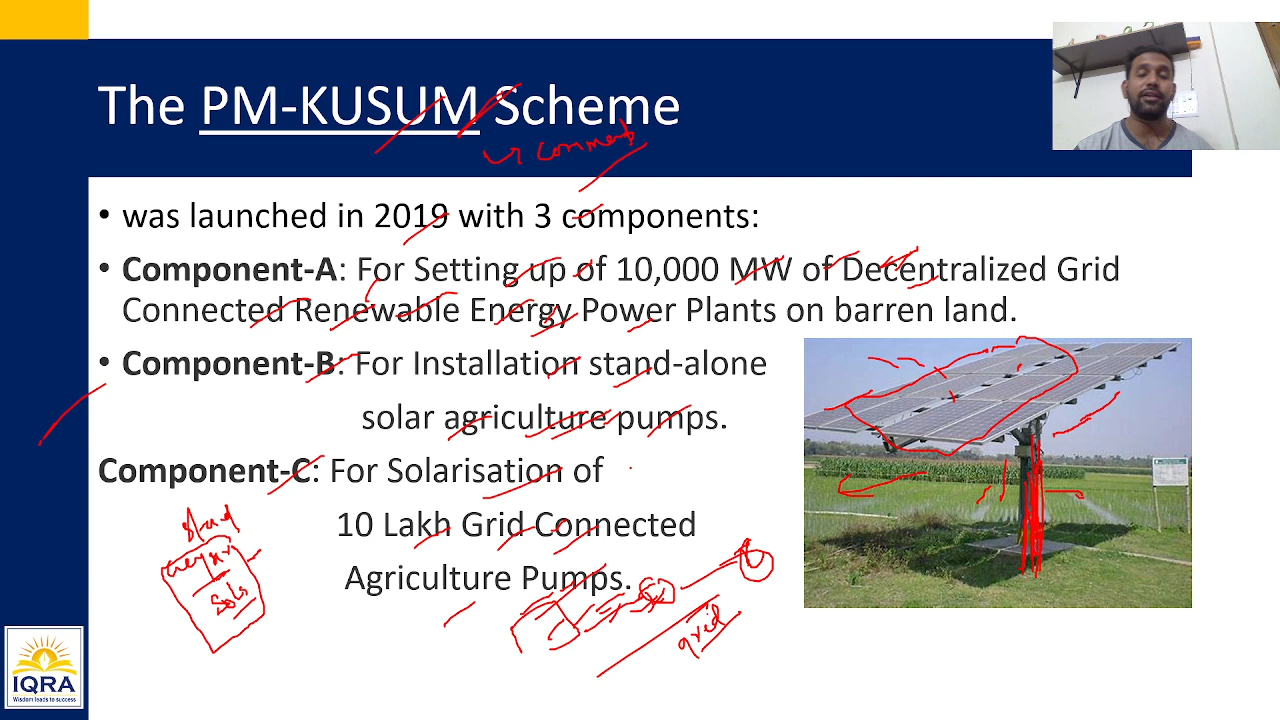 The PM-KUSUM Scheme
• was launched in 2019 with 3 components:
• Component-A: For Setting up of 10,000 MW of Decentralized Grid
Connected Renewable Energy Power Plants on barren land.
• Component-B: For Installation stand-alone
solar agriculture pumps.
Component-C: For Solarisation of
10 Lakh Grid Connected
Agriculture Pumps.
grid
IQRA
Wisdom leads to success